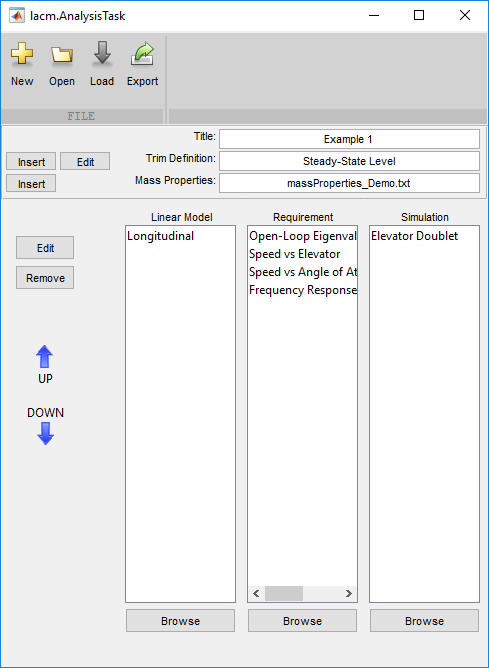 lacm.AnalysisTask
New Open Load Export
FILE
Title: Example 1
Insert Edit Trim Definition: Steady-State Level
Insert Mass Properties: massProperties_Demo.txt
Linear Model Requirement Simulation
Longitudinal Open-Loop Eigenval Elevator Doublet
Edit Speed vs Elevator
Remove Speed vs Angle of At
Frequency Response
UP
DOWN
Browse Browse Browse